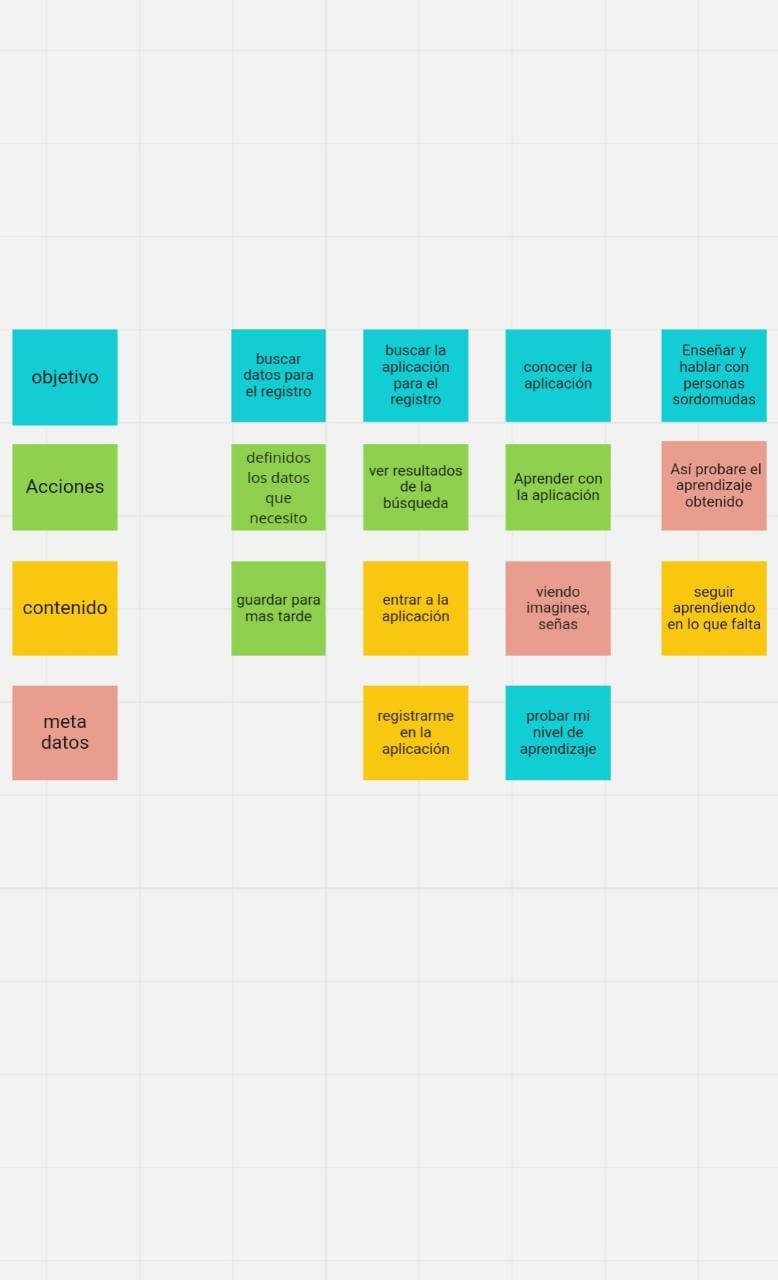 objetivo
buscar
datos para
el registro
buscar la
aplicación
para el
registro
conocer la
aplicación
Enseñar y
hablar con
personas
sordomudas
Acciones
definidos
los datos
que
necesito
ver resultados
de la
búsqueda
Aprender con
la aplicación
Así probare el
aprendizaje
obtenido
contenido
guardar para
mas tarde
entrar a la
aplicación
viendo
imagines,
señas
seguir
aprendiendo
en lo que falta
meta
datos
registrarme
en la
aplicación
probar mi
nivel de
aprendizaje